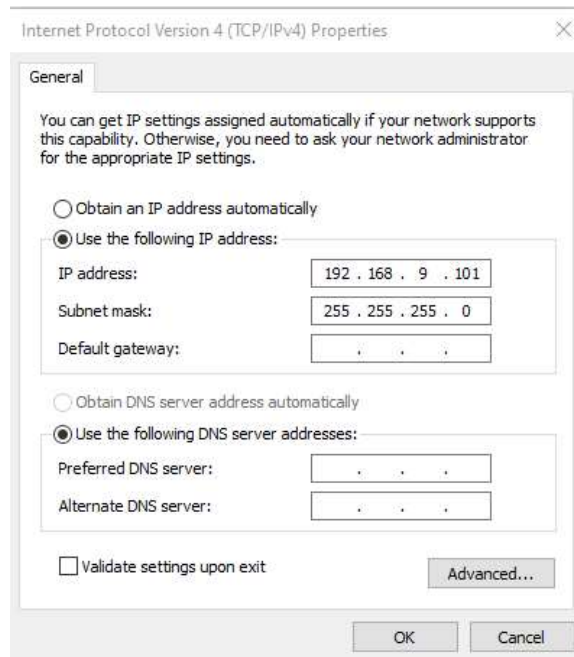 Internet Protocol Version 4 (TCP/IPv4) Properties
General
You can get IP settings assigned automatically if your network supports
this capability. Otherwise, you need to ask your network administrator
for the appropriate IP settings.
Obtain an IP address automatically
Use the following IP address:
IP address: 192 . 168 . 9 . 101
Subnet mask: 255 . 255 . 255 . 0
Default gateway: . . .
Obtain DNS server address automatically
Use the following DNS server addresses:
Preferred DNS server: . . .
Alternate DNS server: . . .
Validate settings upon exit
Advanced...
OK Cancel